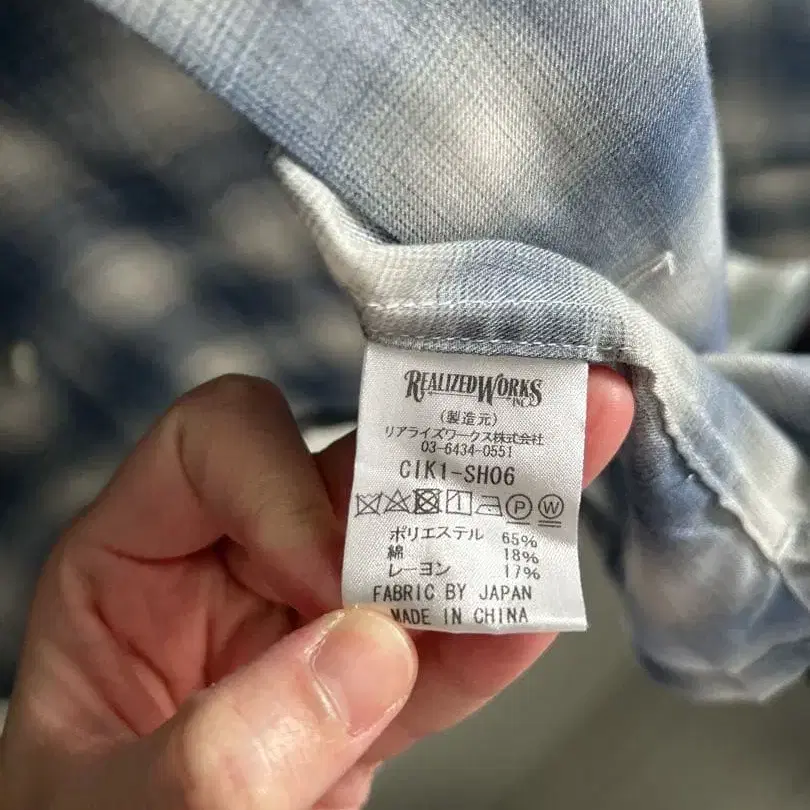 REALIZED WORKS
INC
(製造元)
リアライズワークス株式会社
03-6434-0551
CIK1-SH06
P W
ポリエステル 65%
綿 18%
レーヨン 17%
FABRIC BY JAPAN
MADE IN CHINA